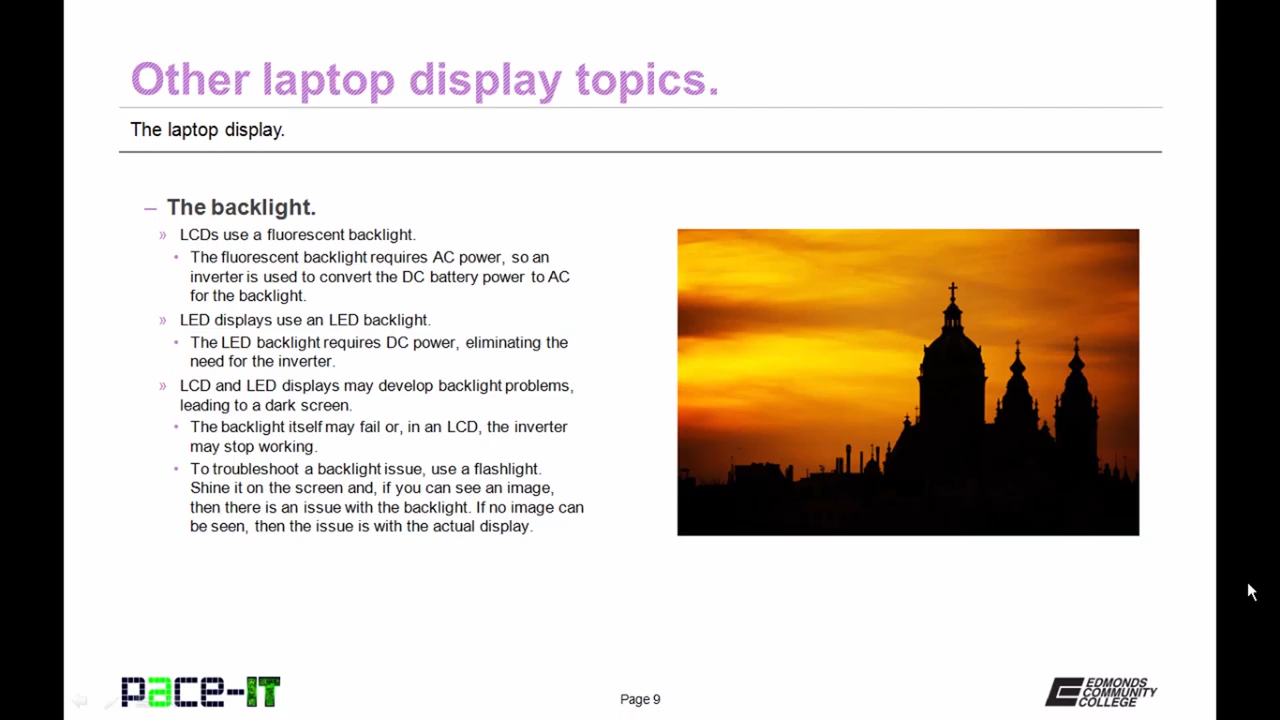 Other laptop display topics.
The laptop display.
– The backlight.
» LCDs use a fluorescent backlight.
• The fluorescent backlight requires AC power, so an
inverter is used to convert the DC battery power to AC
for the backlight.
» LED displays use an LED backlight.
• The LED backlight requires DC power, eliminating the
need for the inverter.
» LCD and LED displays may develop backlight problems,
leading to a dark screen.
• The backlight itself may fail or, in an LCD, the inverter
may stop working.
• To troubleshoot a backlight issue, use a flashlight.
Shine it on the screen and, if you can see an image,
then there is an issue with the backlight. If no image can
be seen, then the issue is with the actual display.
pace-IT
Page 9
EDMONDS
COMMUNITY
COLLEGE